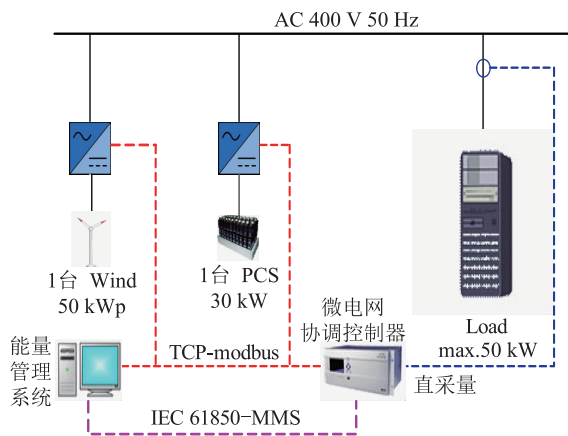 AC 400 V 50 Hz
1台 Wind
50 kWp
1台 PCS
30 kW
微电网
协调控制器
Load
max.50 kW
能量
管理
系统
TCP-modbus
直采量
IEC 61850-MMS